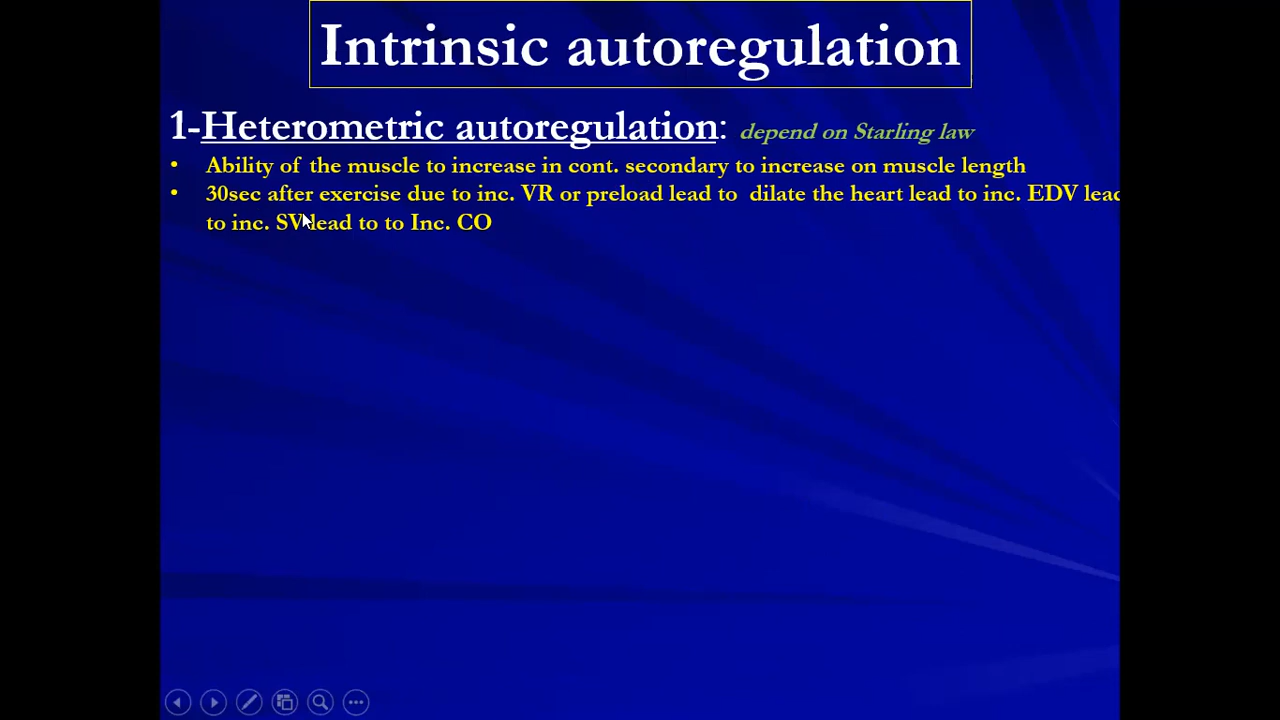 Intrinsic autoregulation
1-Heterometric autoregulation: depend on Starling law
• Ability of the muscle to increase in cont. secondary to increase on muscle length
• 30sec after exercise due to inc. VR or preload lead to dilate the heart lead to inc. EDV lead
to inc. SV lead to to Inc. CO